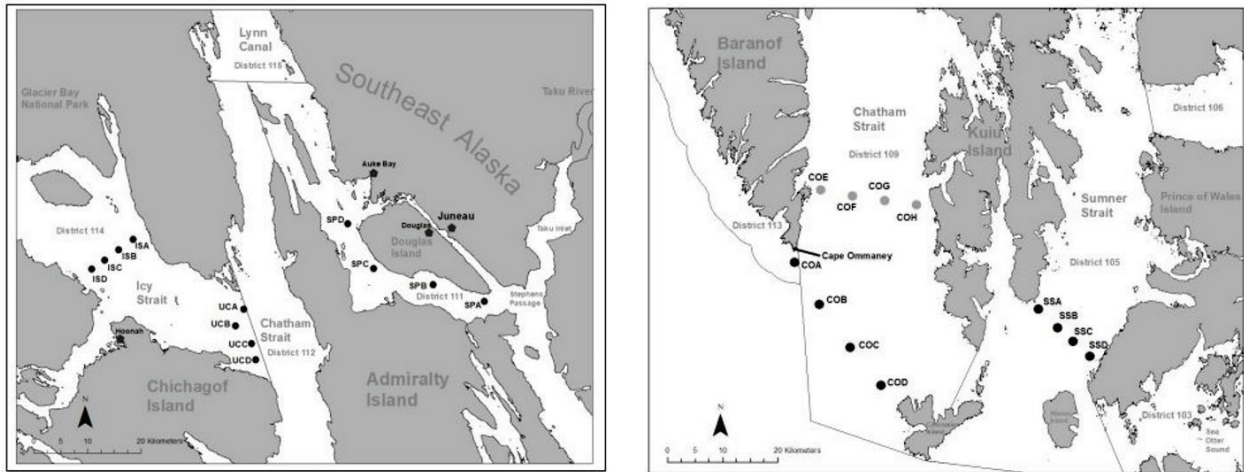 Lynn
Canal
District 115
Glacier Bay
National Park
Southeast Alaska
Taku River
Auke Bay
Juneau
Douglas
Douglas
Island
Taku Inlet
SPD
SPC
SPB
District 111
SPA
Stephens
Passage
District 114
ISA
ISB
ISC
ISD
Icy
Strait
UCA
UCB
UCC
UCD
Chatham
Strait
District 112
Hoonah
Chichagof
Island
Admiralty
Island
N
5 10 20 Kilometers
Baranof
Island
Chatham
Strait
District 109
Kuiu
Island
District 106
COE
COF
COG
COH
Sumner
Strait
Prince of Wales
Island
District 113
Cape Ommaney
COA
District 105
COB
COC
COD
SSA
SSB
SSC
SSD
District 103
Sea
Otter
Sound
N
0 5 10 20 Kilometers